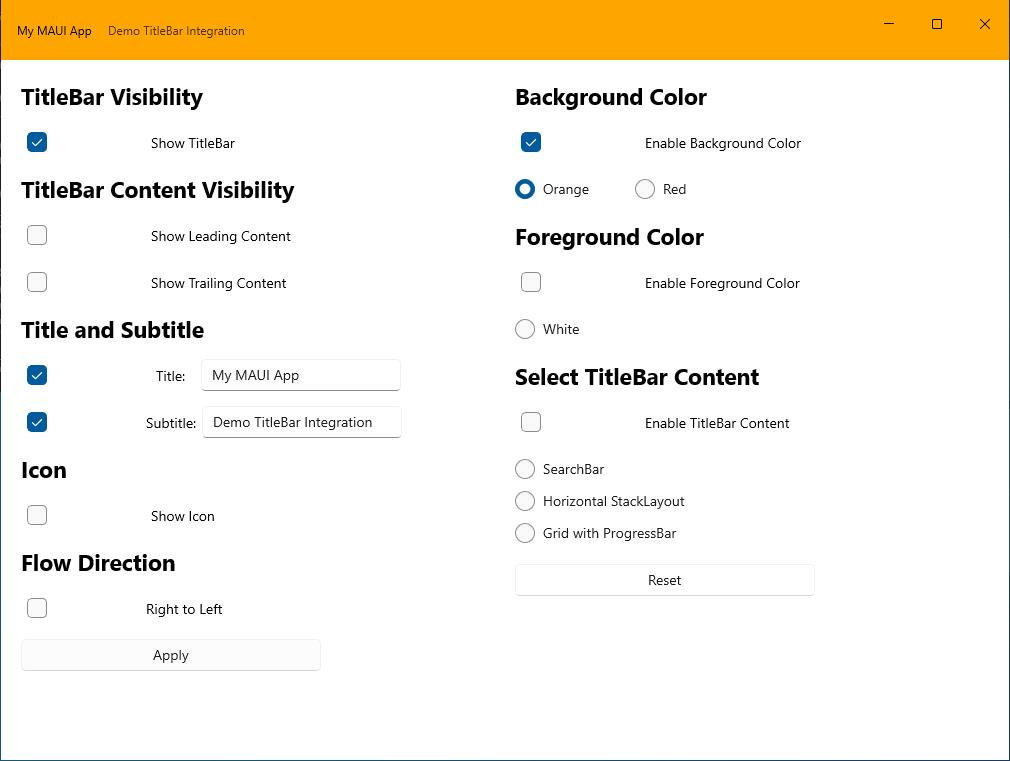 My MAUI App Demo TitleBar Integration
TitleBar Visibility
Show TitleBar
TitleBar Content Visibility
Show Leading Content
Show Trailing Content
Title and Subtitle
Title: My MAUI App
Subtitle: Demo TitleBar Integration
Icon
Show Icon
Flow Direction
Right to Left
Apply
Background Color
Enable Background Color
Orange Red
Foreground Color
Enable Foreground Color
White
Select TitleBar Content
Enable TitleBar Content
SearchBar
Horizontal StackLayout
Grid with ProgressBar
Reset